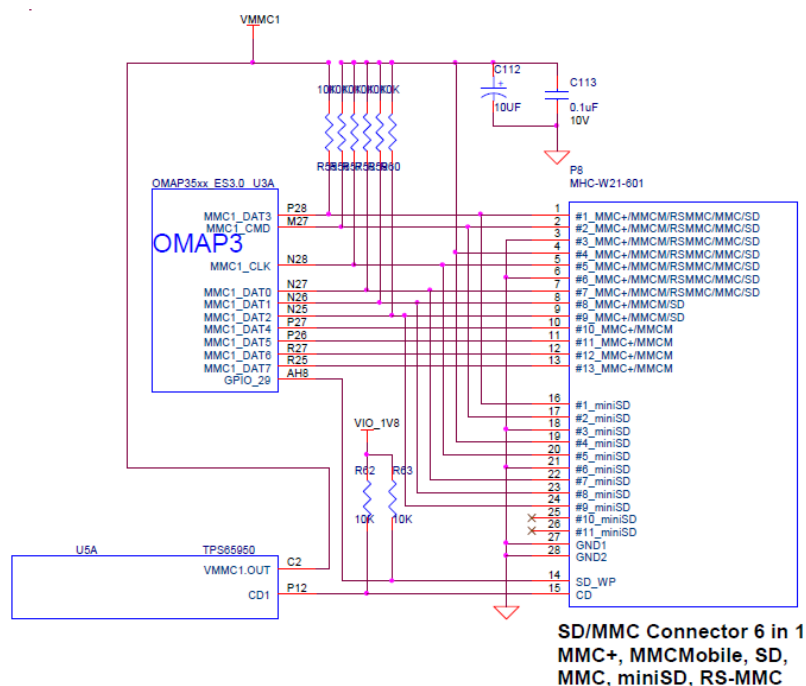 VMMC1
C112
10UF
C113
0.1uF
10V
OMAP35xx_ES3.0 U3A
OMAP3
MMC1_DAT3 P28
MMC1_CMD M27
MMC1_CLK N28
MMC1_DAT0 N27
MMC1_DAT1 N26
MMC1_DAT2 N25
MMC1_DAT4 P27
MMC1_DAT5 P26
MMC1_DAT6 R27
MMC1_DAT7 R25
GPIO_29 AH8
P8
MHC-W21-601
1 #1_MMC+/MMCM/RSMMC/MMC/SD
2 #2_MMC+/MMCM/RSMMC/MMC/SD
3 #3_MMC+/MMCM/RSMMC/MMC/SD
4 #4_MMC+/MMCM/RSMMC/MMC/SD
5 #5_MMC+/MMCM/RSMMC/MMC/SD
6 #6_MMC+/MMCM/RSMMC/MMC/SD
7 #7_MMC+/MMCM/RSMMC/MMC/SD
8 #8_MMC+/MMCM/SD
9 #9_MMC+/MMCM/SD
10 #10_MMC+/MMCM
11 #11_MMC+/MMCM
12 #12_MMC+/MMCM
13 #13_MMC+/MMCM
16 #1_miniSD
17 #2_miniSD
18 #3_miniSD
19 #4_miniSD
20 #5_miniSD
21 #6_miniSD
22 #7_miniSD
23 #8_miniSD
24 #9_miniSD
25 #10_miniSD
26 #11_miniSD
27 GND1
28 GND2
14 SD_WP
15 CD
VIO_1V8
R62 R63
10K 10K
U5A TPS65950
VMMC1.OUT C2
CD1 P12
SD/MMC Connector 6 in 1
MMC+, MMCMobile, SD,
MMC, miniSD, RS-MMC